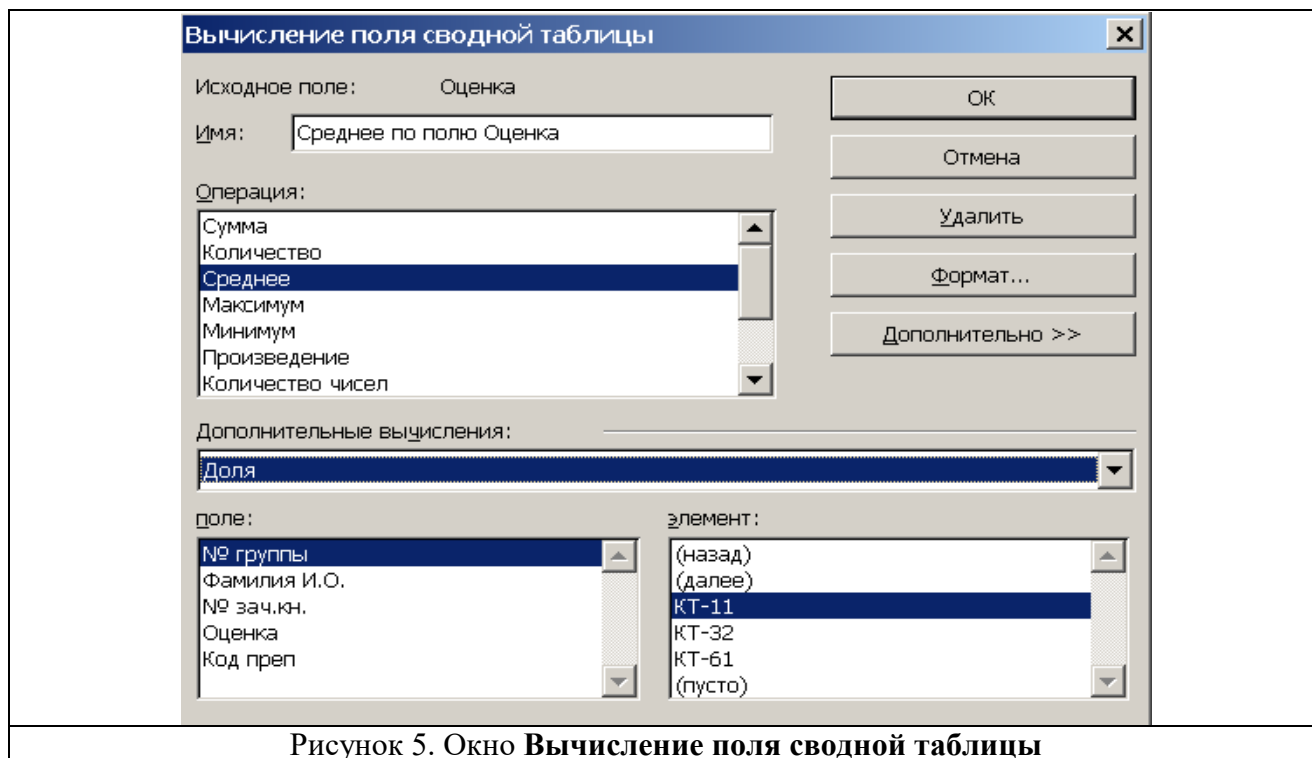 Вычисление поля сводной таблицы
Исходное поле: Оценка
ОК
Имя: Среднее по полю Оценка
Отмена
Операция:
Удалить
Сумма
Количество
Среднее
Формат...
Максимум
Минимум
Дополнительно >>
Произведение
Количество чисел
Дополнительные вычисления:
Доля
поле:
№ группы
Фамилия И.О.
№ зач.кн.
Оценка
Код преп
элемент:
(назад)
(далее)
КТ-11
КТ-32
КТ-61
(пусто)
Рисунок 5. Окно Вычисление поля сводной таблицы